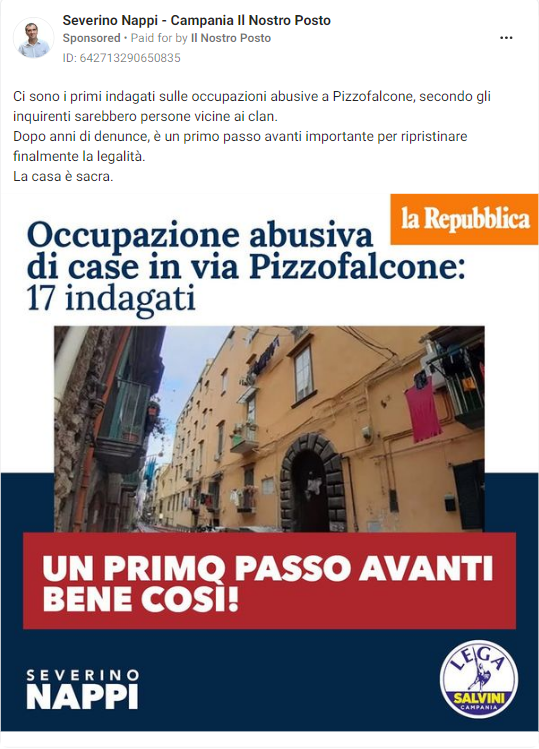 Severino Nappi - Campania Il Nostro Posto
Sponsored • Paid for by Il Nostro Posto
ID: 642713290650835
Ci sono i primi indagati sulle occupazioni abusive a Pizzofalcone, secondo gli
inquirenti sarebbero persone vicine ai clan.
Dopo anni di denunce, è un primo passo avanti importante per ripristinare
finalmente la legalità.
La casa è sacra.
la Repubblica
Occupazione abusiva
di case in via Pizzofalcone:
17 indagati
UN PRIMO PASSO AVANTI
BENE COSÌ!
SEVERINO
NAPPI
LEGA
SALVINI
CAMPANIA